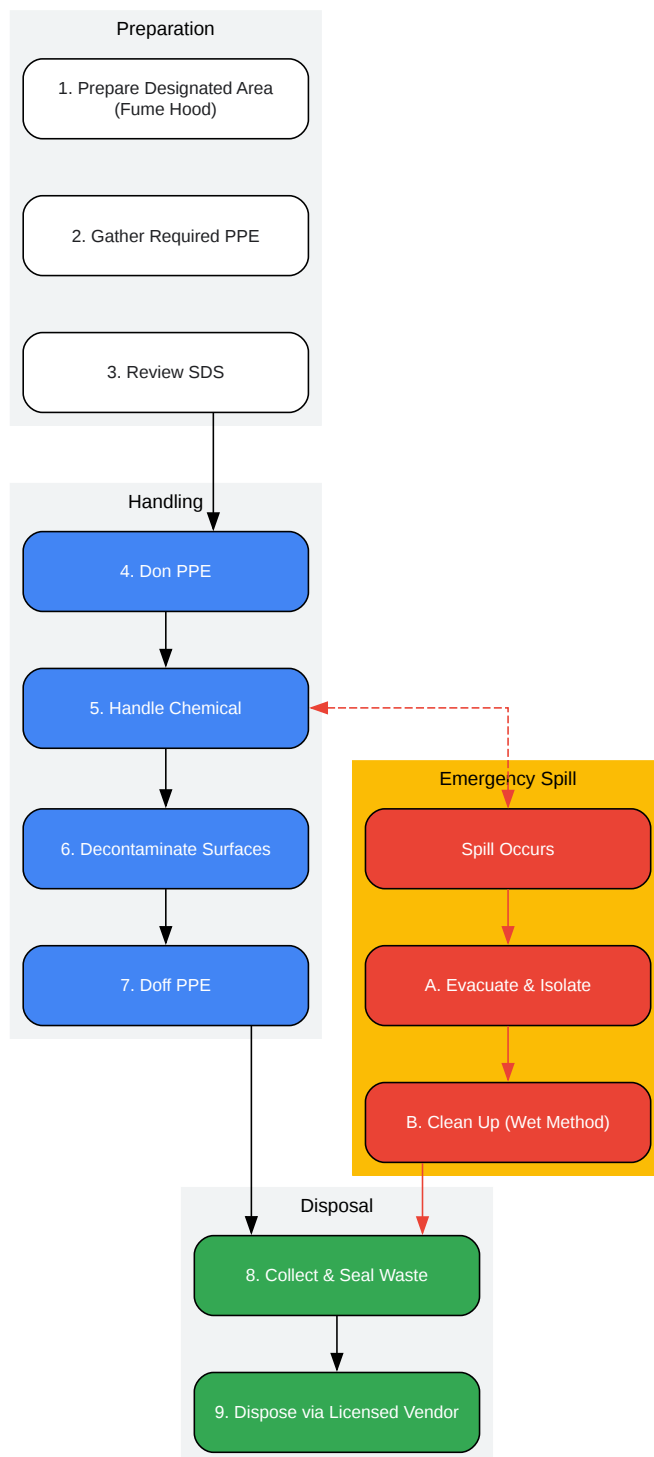 Preparation
1. Prepare Designated Area
(Fume Hood)
2. Gather Required PPE
3. Review SDS
Handling
4. Don PPE
5. Handle Chemical
6. Decontaminate Surfaces
7. Doff PPE
Emergency Spill
Spill Occurs
A. Evacuate & Isolate
B. Clean Up (Wet Method)
Disposal
8. Collect & Seal Waste
9. Dispose via Licensed Vendor